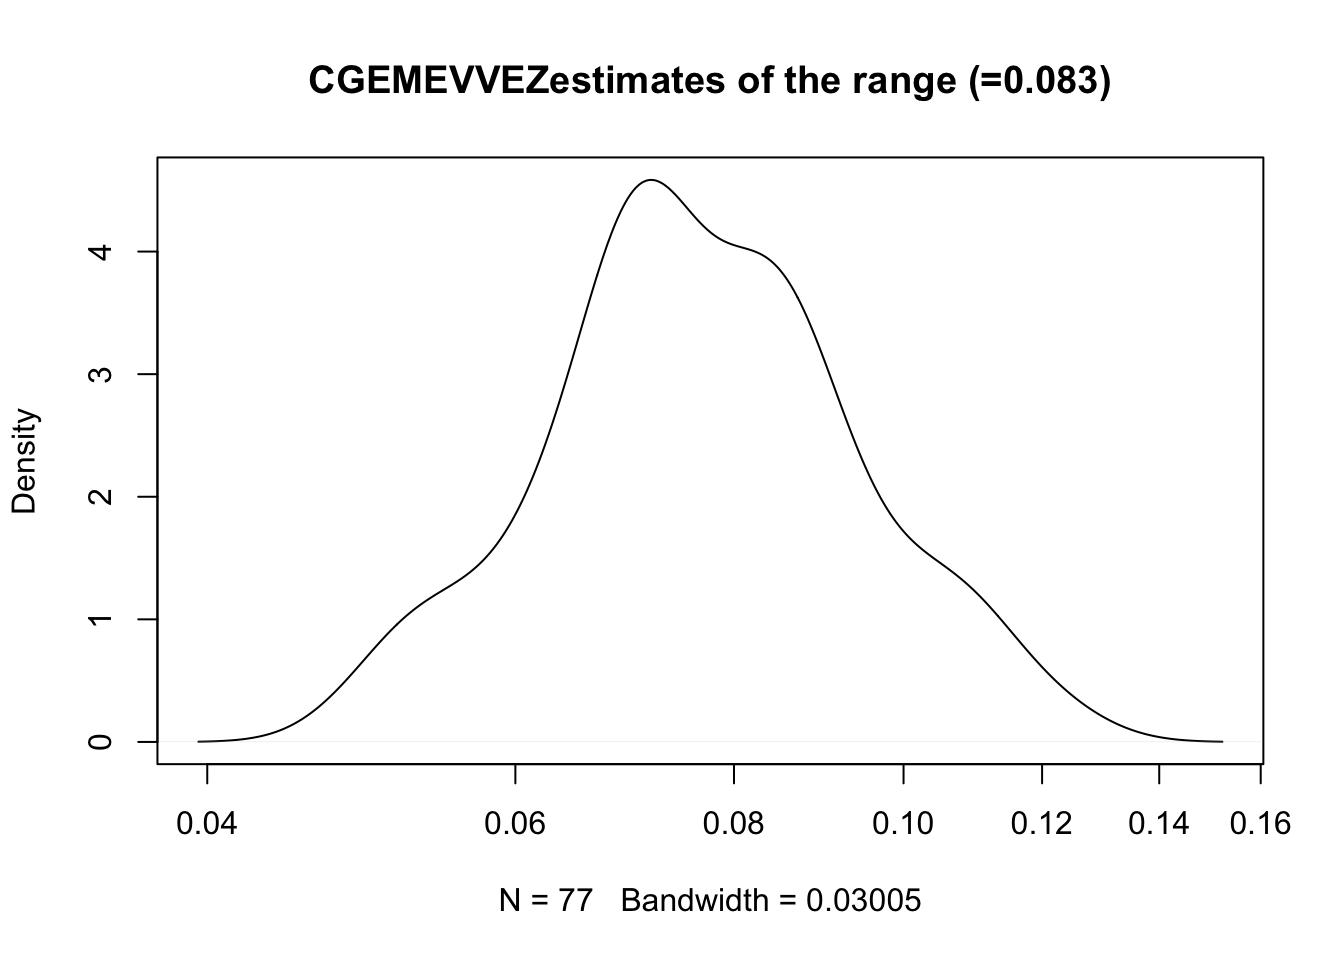 CGEMEVVEZestimates of the range (=0.083)
Density
4
3
2
1
0
0.04 0.06 0.08 0.10 0.12 0.14 0.16
N = 77 Bandwidth = 0.03005